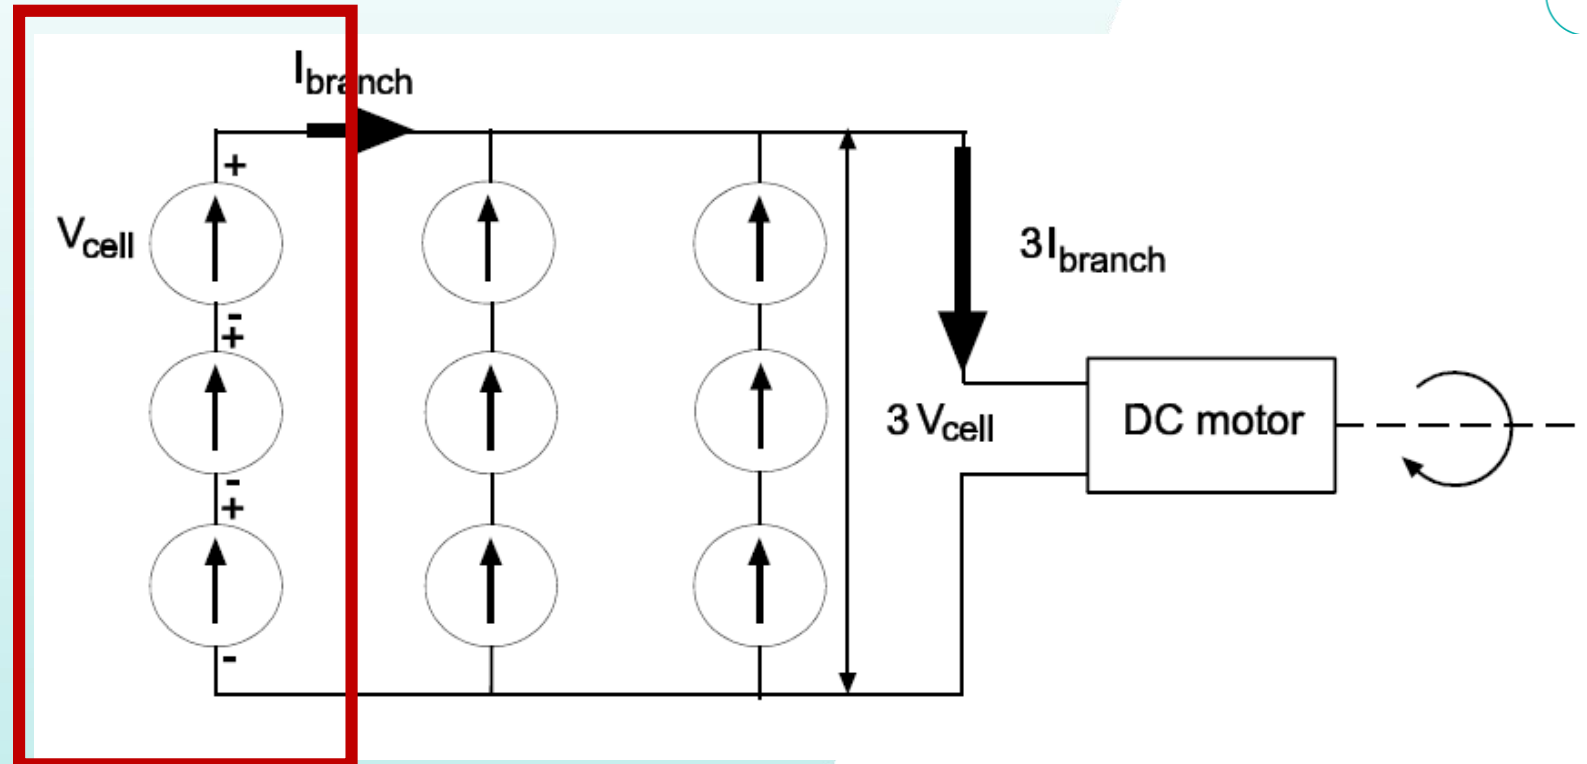 Ibranch
+
Vcell
-
+
-
+
-
3Ibranch
3 Vcell
DC motor